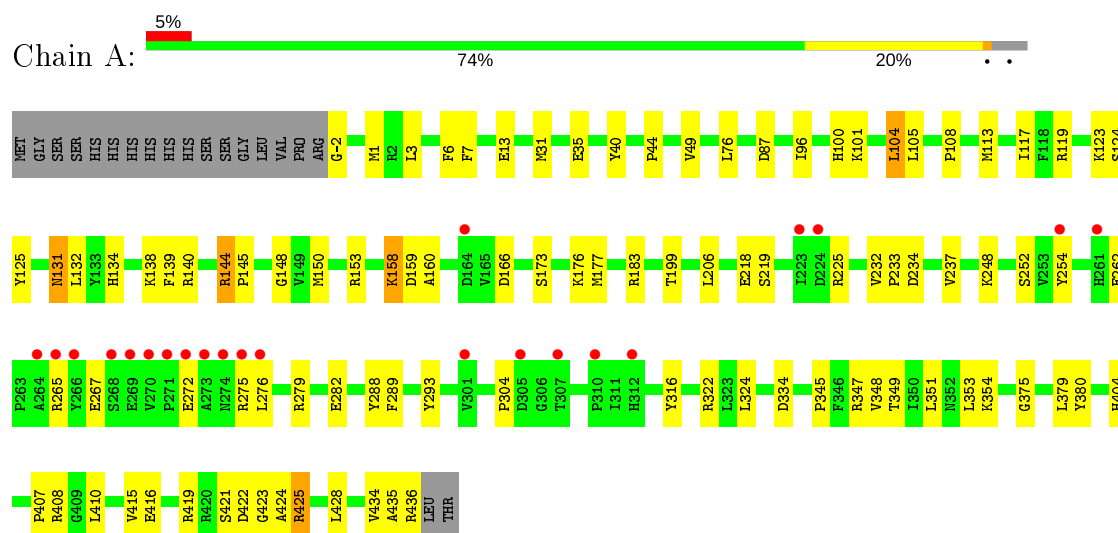 5%
Chain A:
74% 20% • •
MET GLY SER SER HIS HIS HIS HIS HIS HIS SER SER GLY LEU VAL PRO ARG G-2 M1 R2 L3 F6 F7 E13 M31 E35 Y40 P44 V49 L76 D87 I96 H100 K101 L104 L105 P108 M113 I117 F118 R119 K123 S124
Y125 N131 L132 Y133 H134 K138 F139 R140 R144 P145 G148 V149 M150 R153 K158 D159 A160 D164 V165 D166 S173 K176 M177 R183 T199 L206 E218 S219 I223 D224 R225 V232 P233 D234 V237 K248 S252 V253 Y254 H261
P263 A264 R265 Y266 E267 S268 E269 V270 P271 E272 A273 N274 R275 L276 R279 E282 Y288 F289 Y293 V301 P304 D305 G306 T307 P310 I311 H312 Y316 R322 L323 L324 D334 P345 F346 R347 V348 T349 I350 L351 N352 L353 K354 G375 L379 Y380 H404
P407 R408 G409 L410 V415 E416 R419 R420 S421 D422 G423 A424 R425 L428 V434 A435 R436 LEU THR